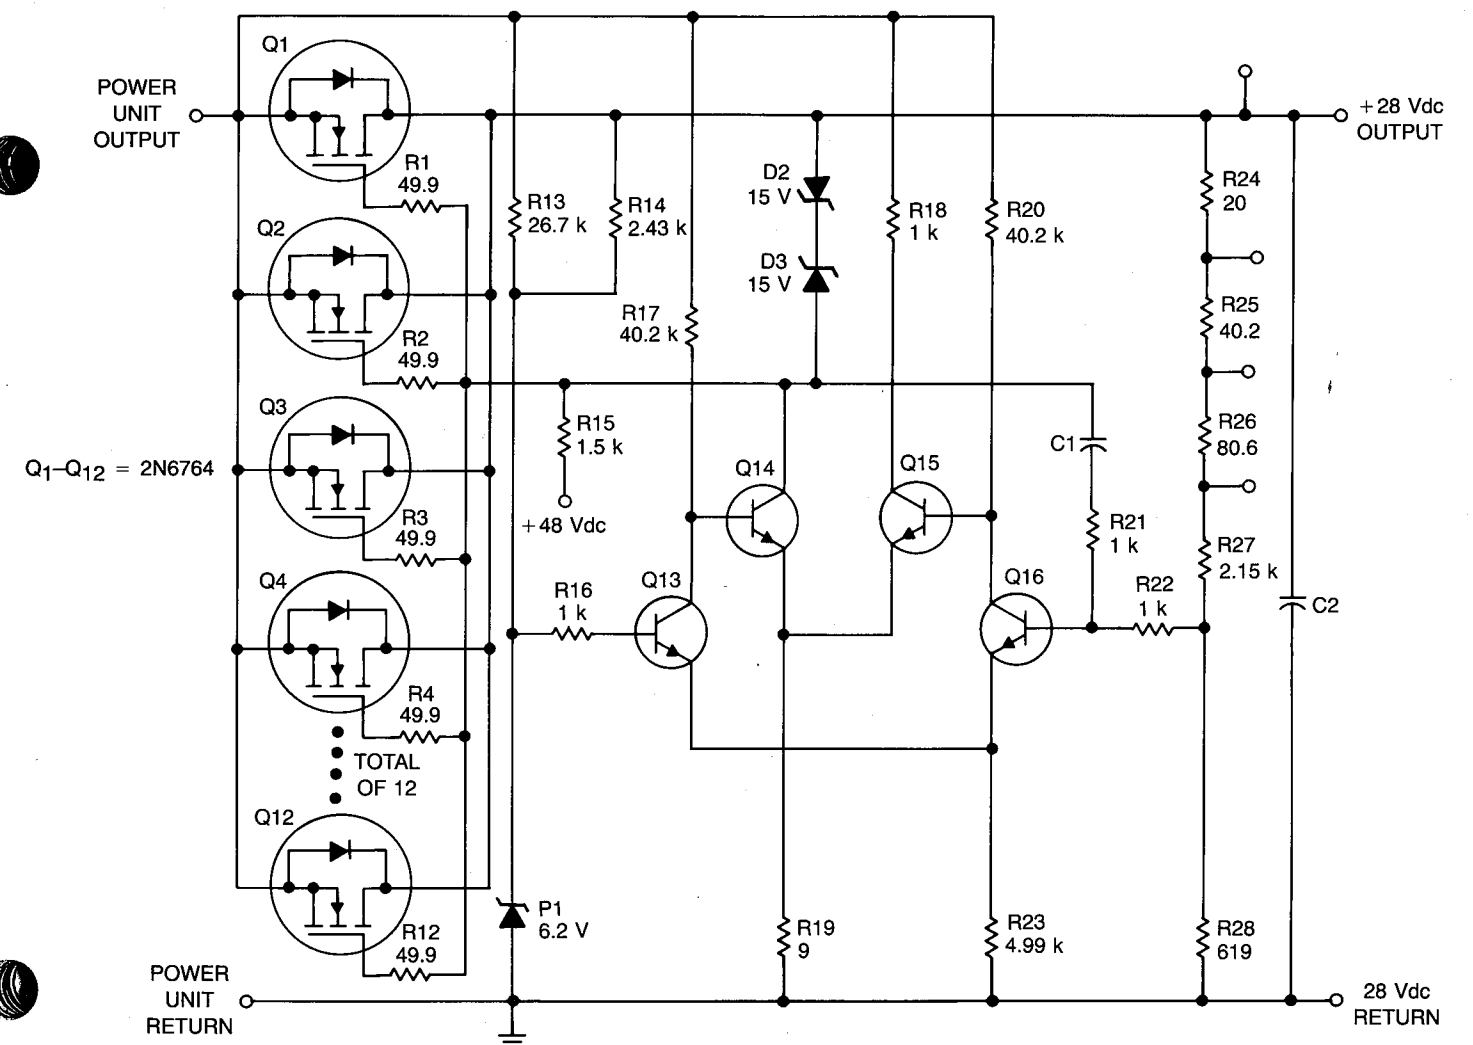 Q1
POWER
UNIT
OUTPUT
+28 Vdc
OUTPUT
R1
49.9
D2
15 V
R24
20
R13
26.7 k
R14
2.43 k
R18
1 k
R20
40.2 k
Q2
D3
15 V
R25
40.2
R17
40.2 k
R2
49.9
Q3
R15
1.5 k
R26
80.6
C1
Q1–Q12 = 2N6764
Q14
Q15
+48 Vdc
R3
49.9
R21
1 k
R27
2.15 k
Q4
Q13
Q16
R16
1 k
R22
1 k
C2
R4
49.9
TOTAL
OF 12
Q12
P1
6.2 V
R12
49.9
R19
9
R23
4.99 k
R28
619
POWER
UNIT
RETURN
28 Vdc
RETURN